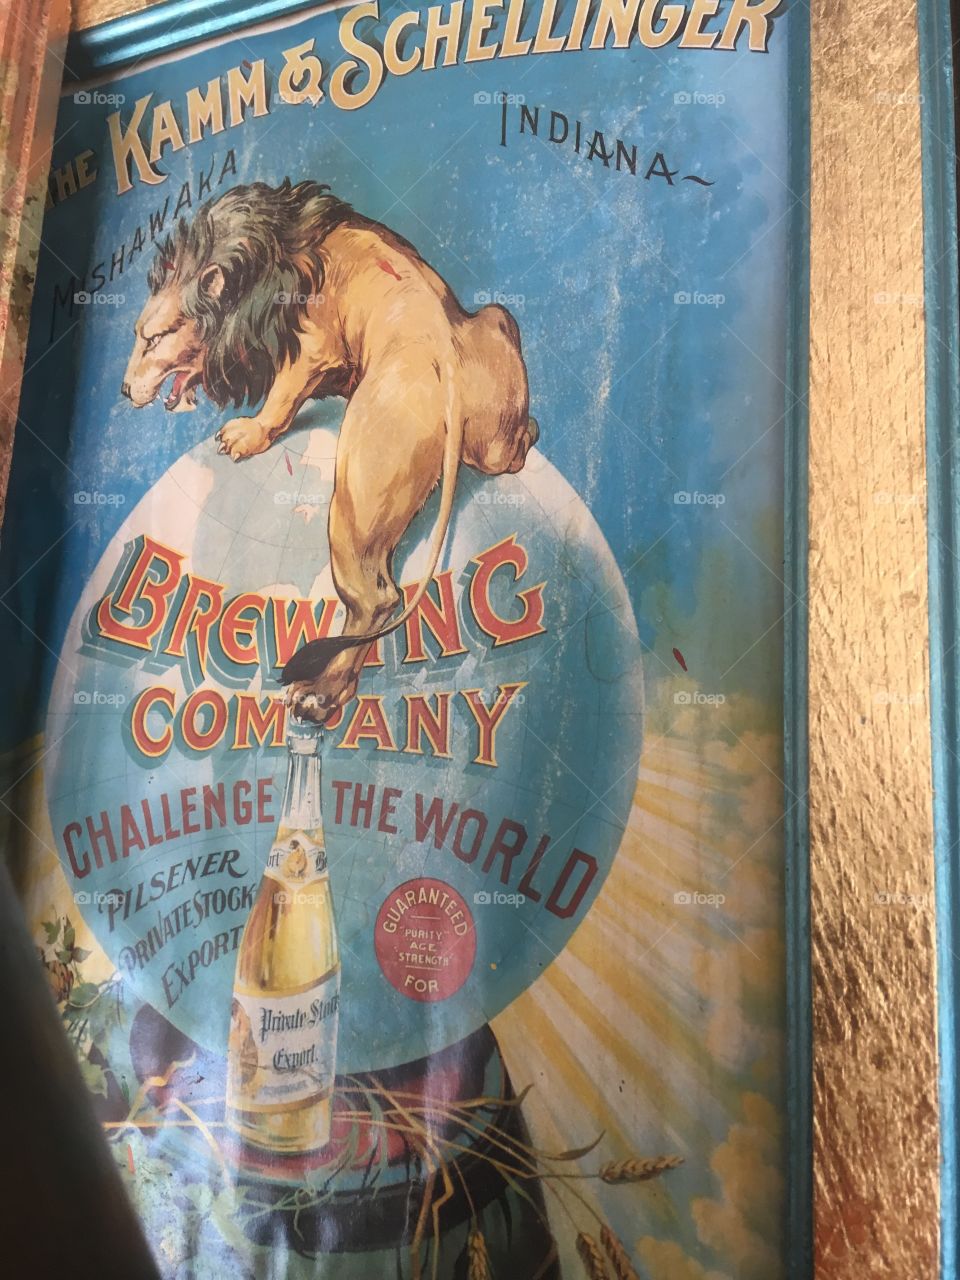 THE KAMM & SCHELLINGER
MISHAWAKA INDIANA~
BREWING
COMPANY
CHALLENGE THE WORLD
PILSENER
PRIVATE STOCK
EXPORT
GUARANTEED
"PURITY
AGE
STRENGTH"
FOR
Private Stock
Export.
foap